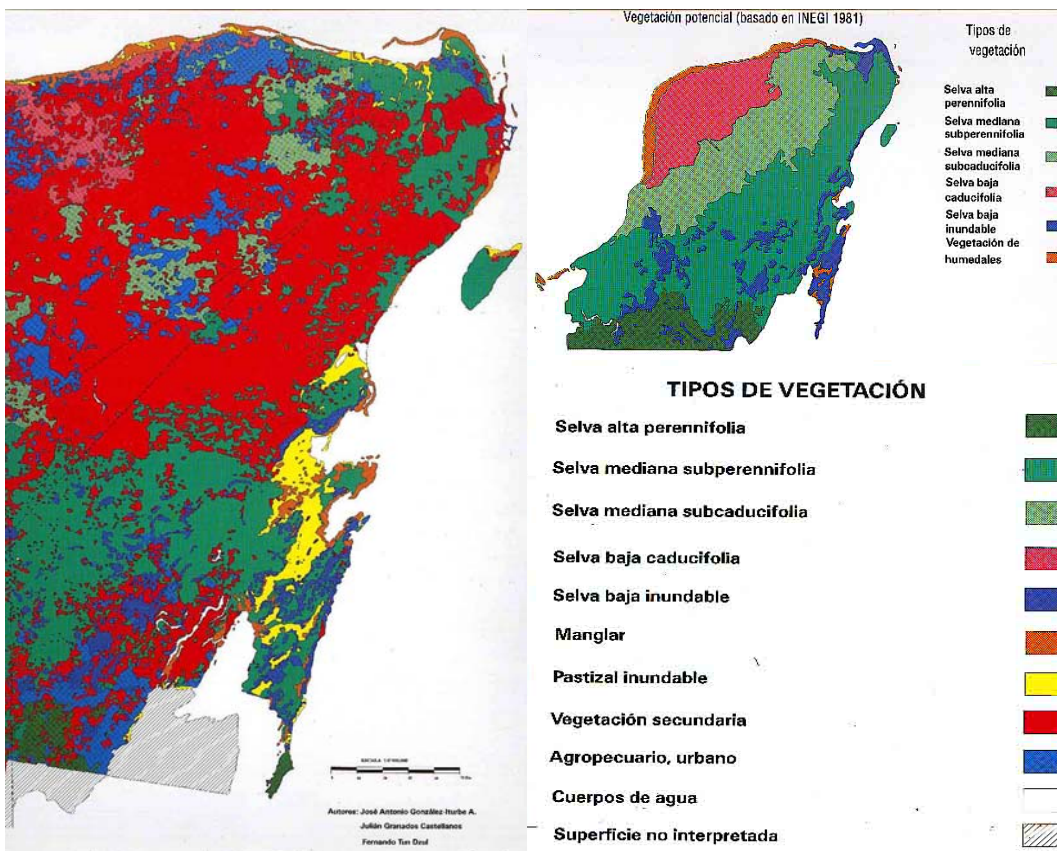 Vegetación potencial (basado en INEGI 1981)
Tipos de
vegetación
Selva alta
perennifolia
Selva mediana
subperennifolia
Selva mediana
subcaducifolia
Selva baja
caducifolia
Selva baja
inundable
Vegetación de
humedales
TIPOS DE VEGETACIÓN
Selva alta perennifolia
Selva mediana subperennifolia
Selva mediana subcaducifolia
Selva baja caducifolia
Selva baja inundable
Manglar
Pastizal inundable
Vegetación secundaria
Agropecuario, urbano
Cuerpos de agua
Superficie no interpretada
ESCALA
Autores: José Antonio González-Iturbe A.
Julián Granados Castellanos
Fernando Tun Dzul